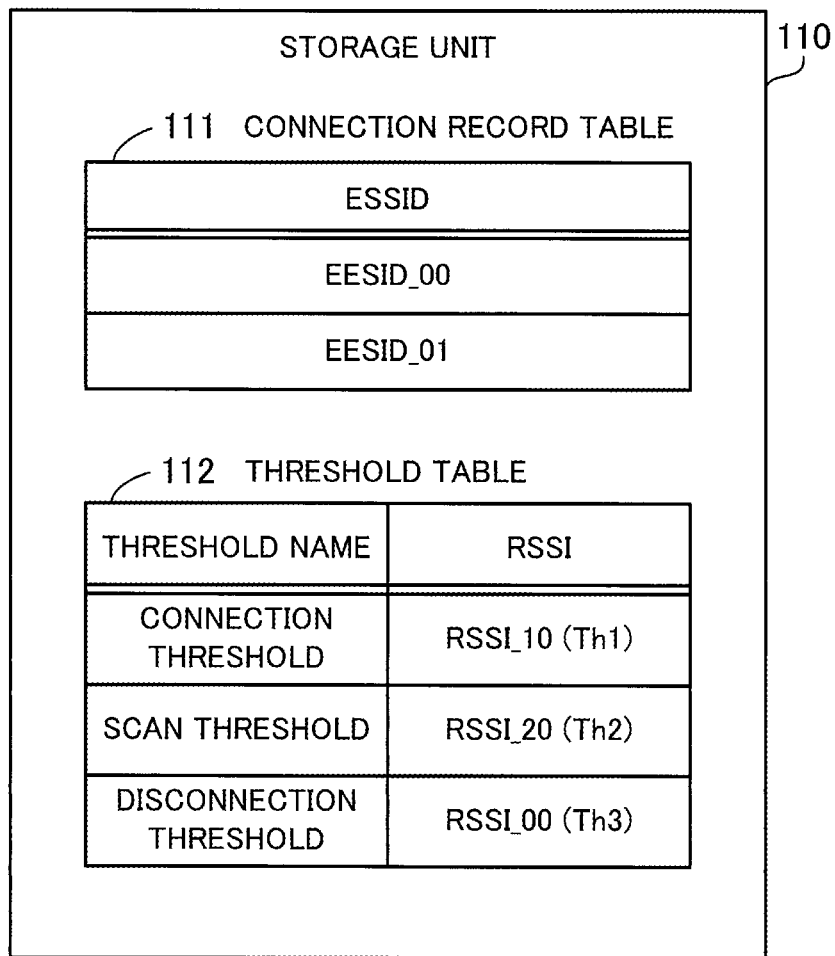 STORAGE UNIT
110
111 CONNECTION RECORD TABLE
ESSID
EESID_00
EESID_01
112 THRESHOLD TABLE
THRESHOLD NAME RSSI
CONNECTION
THRESHOLD RSSI_10 (Th1)
SCAN THRESHOLD RSSI_20 (Th2)
DISCONNECTION
THRESHOLD RSSI_00 (Th3)